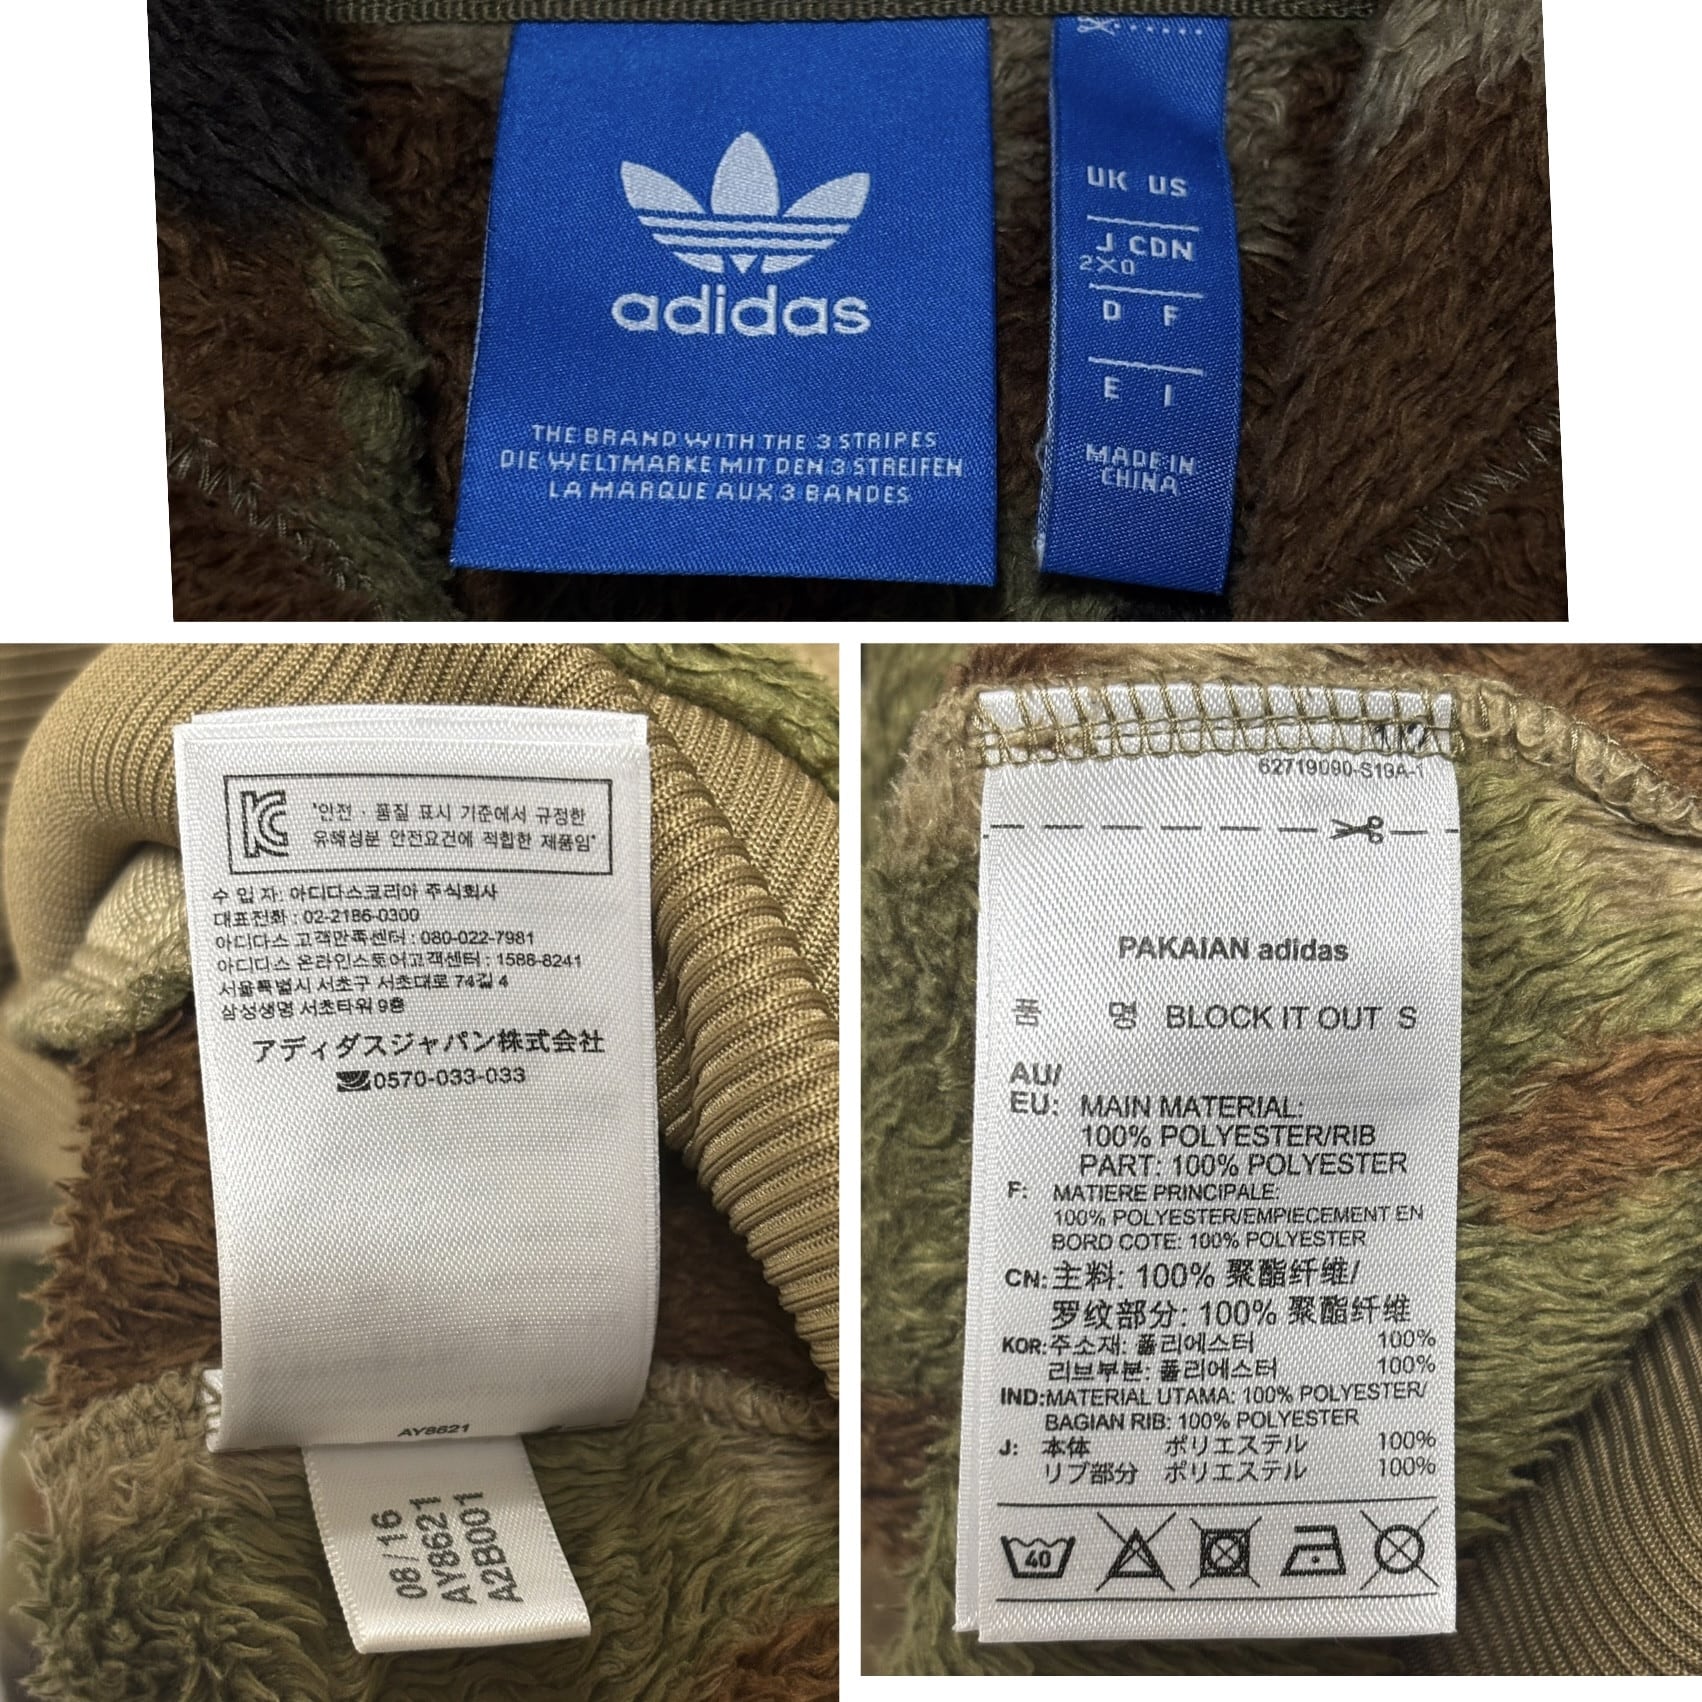 adidas
THE BRAND WITH THE 3 STRIPES
DIE WELTMARKE MIT DEN 3 STREIFEN
LA MARQUE AUX 3 BANDES
UK US
J CDN
2XO
D F
E I
MADE IN
CHINA
"안전·품질 표시 기준에서 규정한
유해성분 안전요건에 적합한 제품임"
수 입 자: 아디다스코리아 주식회사
대표전화 : 02-2186-0300
아디다스 고객만족센터 : 080-022-7981
아디다스 온라인스토어고객센터 : 1588-8241
서울특별시 서초구 서초대로 74길 4
삼성생명 서초타워 9층
アディダスジャパン株式会社
0570-033-033
AY8621
08/16
AY8621
A2B001
62719090-S19A-1
PAKAIAN adidas
품 명 BLOCK IT OUT S
AU/
EU: MAIN MATERIAL:
100% POLYESTER/RIB
PART: 100% POLYESTER
F: MATIERE PRINCIPALE:
100% POLYESTER/EMPIECEMENT EN
BORD COTE: 100% POLYESTER
CN: 主料: 100% 聚酯纤维/
罗纹部分: 100% 聚酯纤维
KOR: 주소재: 폴리에스터 100%
리브부분: 폴리에스터 100%
IND: MATERIAL UTAMA: 100% POLYESTER/
BAGIAN RIB: 100% POLYESTER
J: 本体 ポリエステル 100%
リブ部分 ポリエステル 100%
40